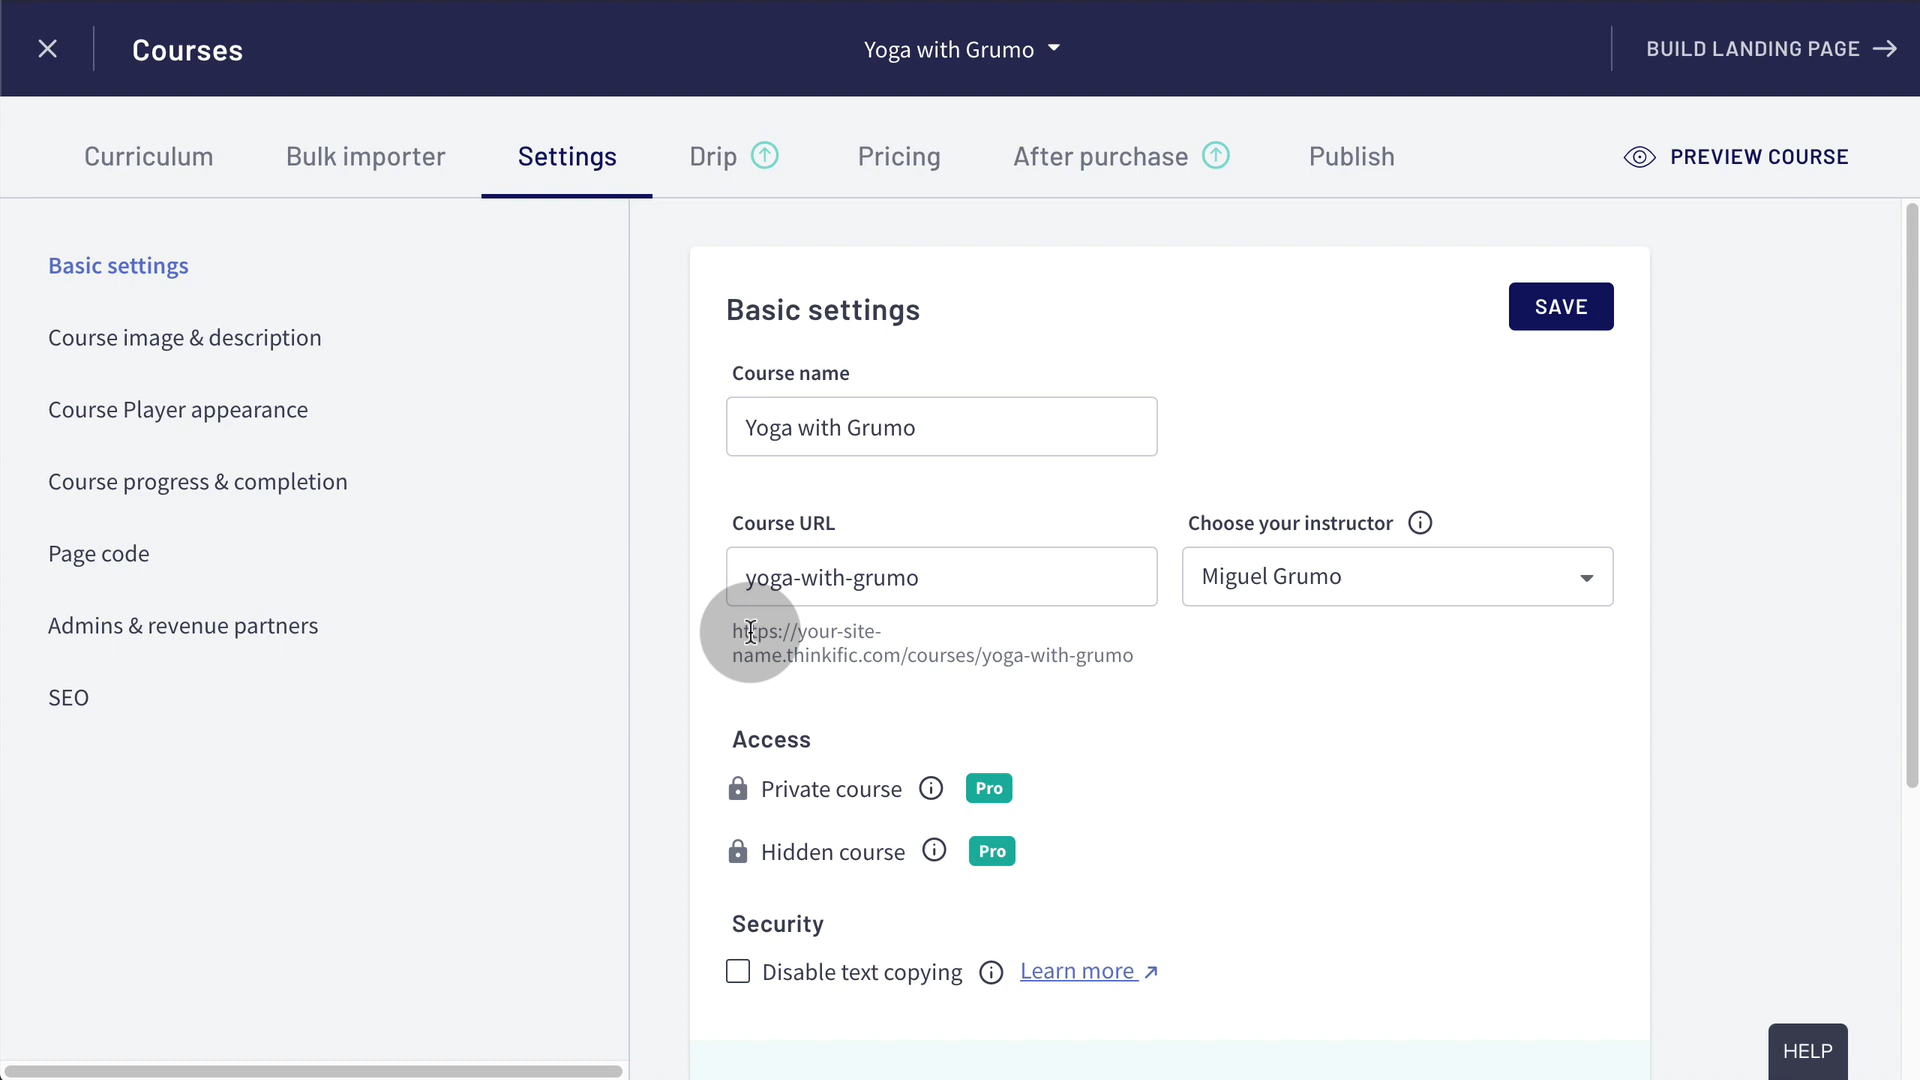 Courses
Yoga with Grumo
BUILD LANDING PAGE
Curriculum
Bulk importer
Settings
Drip
Pricing
After purchase
Publish
PREVIEW COURSE
Basic settings
Course image & description
Course Player appearance
Course progress & completion
Page code
Admins & revenue partners
SEO
Basic settings
SAVE
Course name
Yoga with Grumo
Course URL
yoga-with-grumo
https://your-site-
name.thinkific.com/courses/yoga-with-grumo
Choose your instructor
Miguel Grumo
Access
Private course
Pro
Hidden course
Pro
Security
Disable text copying
Learn more
HELP